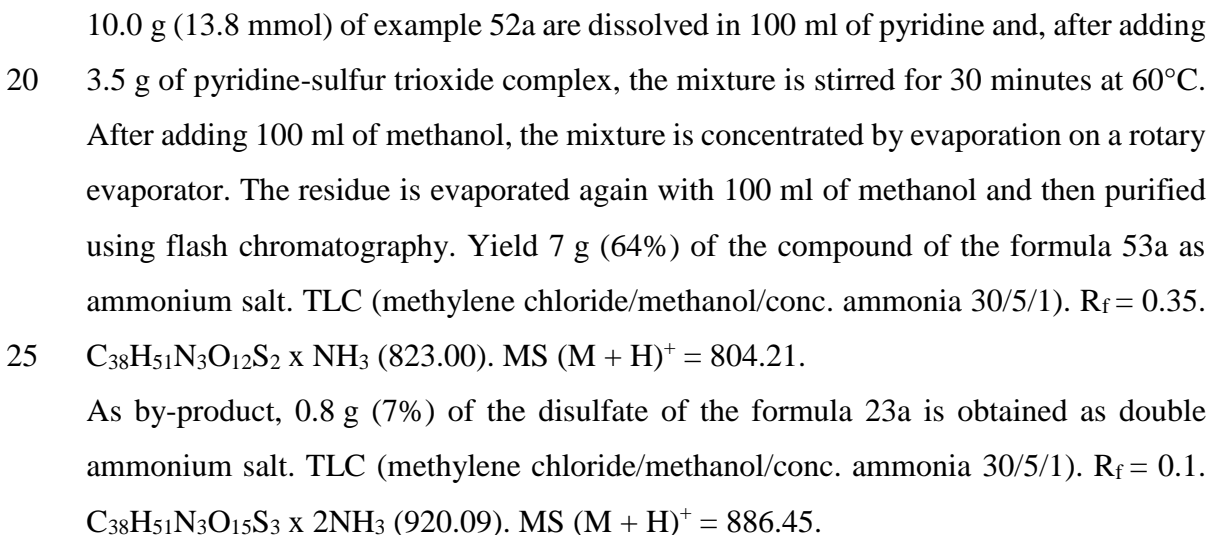 10.0 g (13.8 mmol) of example 52a are dissolved in 100 ml of pyridine and, after adding
20 3.5 g of pyridine-sulfur trioxide complex, the mixture is stirred for 30 minutes at 60°C.
After adding 100 ml of methanol, the mixture is concentrated by evaporation on a rotary
evaporator. The residue is evaporated again with 100 ml of methanol and then purified
using flash chromatography. Yield 7 g (64%) of the compound of the formula 53a as
ammonium salt. TLC (methylene chloride/methanol/conc. ammonia 30/5/1). Rf = 0.35.
25 C38H51N3O12S2 x NH3 (823.00). MS (M + H)+ = 804.21.
As by-product, 0.8 g (7%) of the disulfate of the formula 23a is obtained as double
ammonium salt. TLC (methylene chloride/methanol/conc. ammonia 30/5/1). Rf = 0.1.
C38H51N3O15S3 x 2NH3 (920.09). MS (M + H)+ = 886.45.